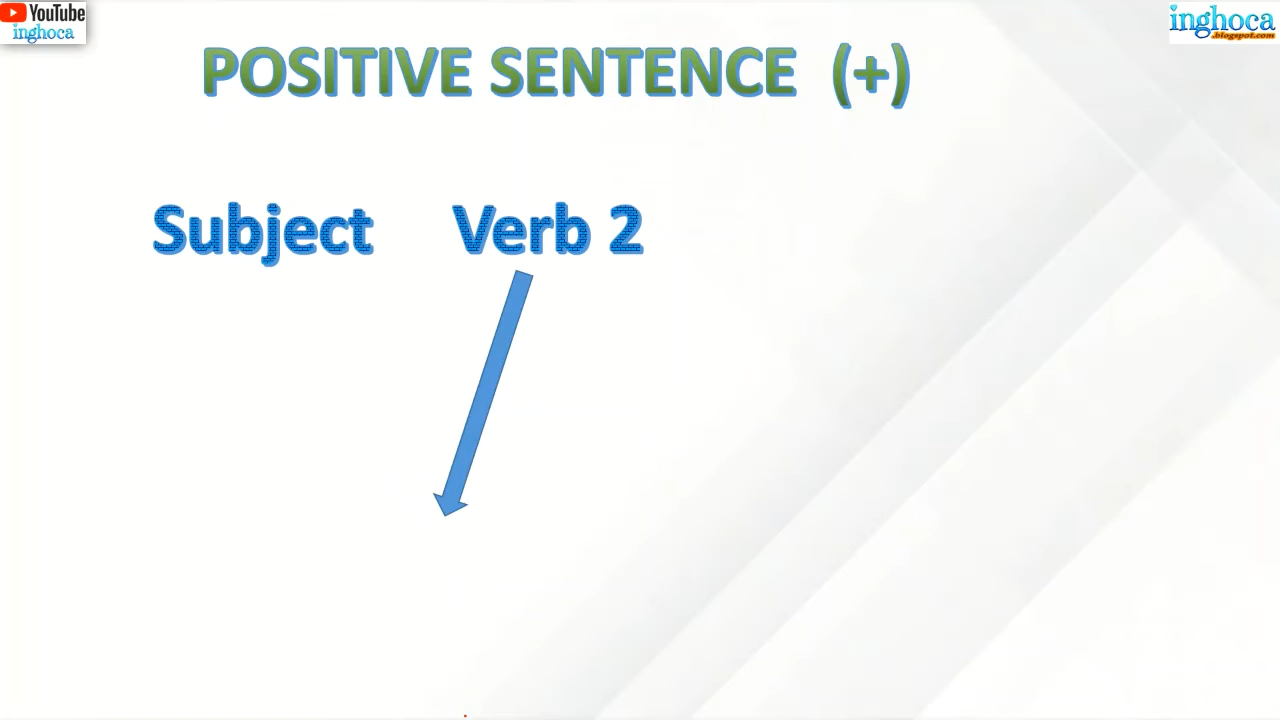 YouTube
inghoca
inghoca
.blogspot.com
POSITIVE SENTENCE (+)
Subject Verb 2